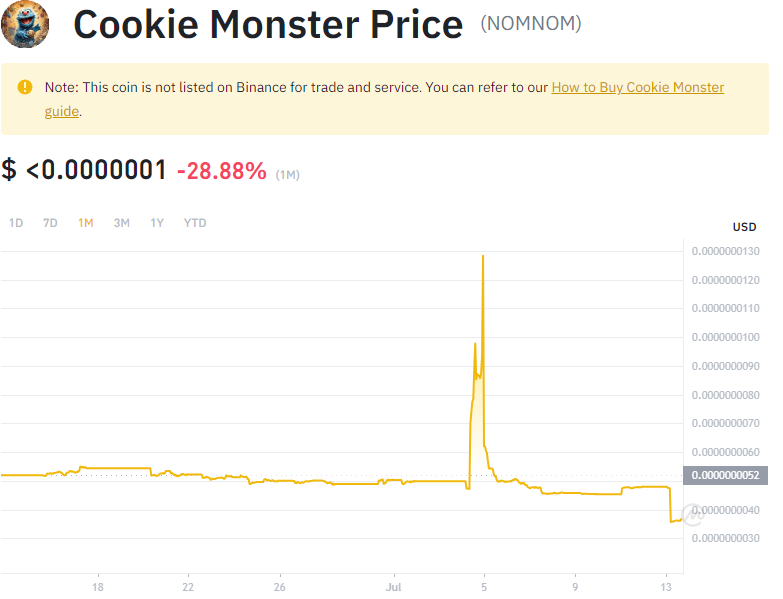 Cookie Monster Price (NOMNOM)
Note: This coin is not listed on Binance for trade and service. You can refer to our How to Buy Cookie Monster
guide.
$ <0.0000001 -28.88% (1M)
1D 7D 1M 3M 1Y YTD
USD
0.0000000130
0.0000000120
0.0000000110
0.0000000100
0.0000000090
0.0000000080
0.0000000070
0.0000000060
0.0000000052
0.0000000040
0.0000000030
18 22 26 Jul 5 9 13